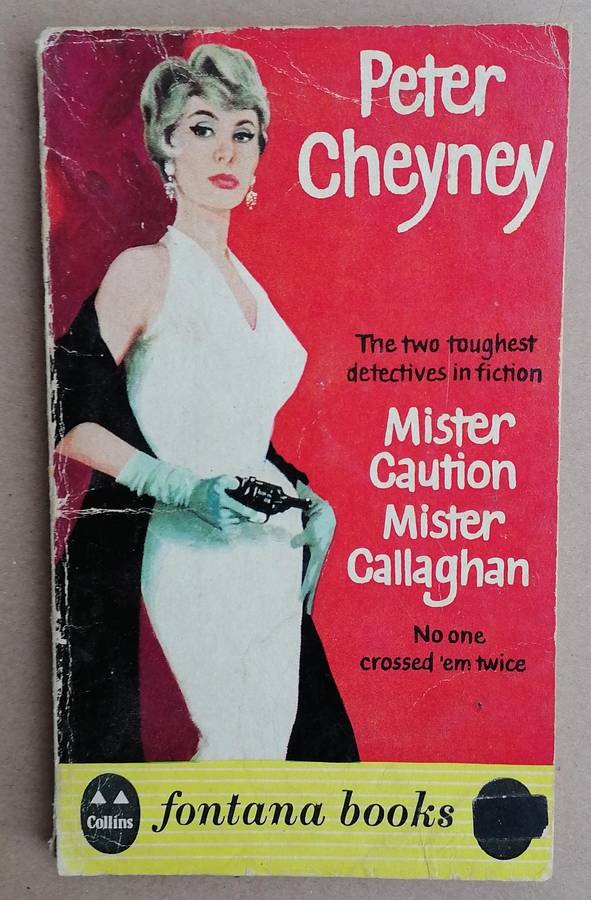 Peter
Cheyney
The two toughest
detectives in fiction
Mister
Caution
Mister
Callaghan
No one
crossed 'em twice
Collins
fontana books